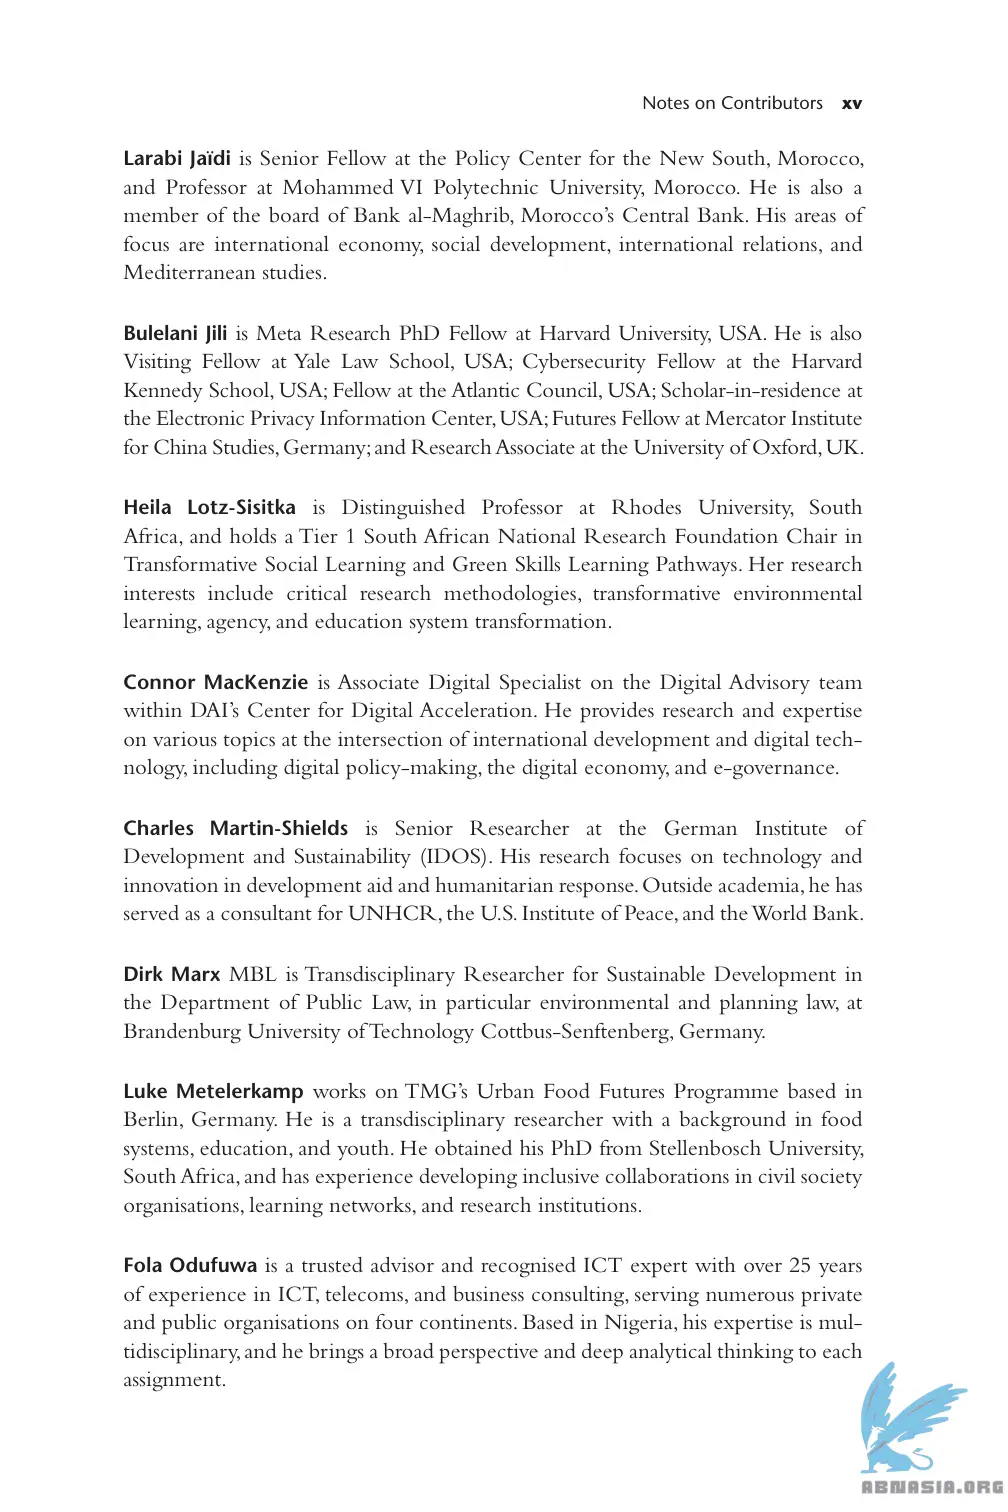 Notes on Contributors xv
Larabi Jaïdi is Senior Fellow at the Policy Center for the New South, Morocco,
and Professor at Mohammed VI Polytechnic University, Morocco. He is also a
member of the board of Bank al-Maghrib, Morocco’s Central Bank. His areas of
focus are international economy, social development, international relations, and
Mediterranean studies.
Bulelani Jili is Meta Research PhD Fellow at Harvard University, USA. He is also
Visiting Fellow at Yale Law School, USA; Cybersecurity Fellow at the Harvard
Kennedy School, USA; Fellow at the Atlantic Council, USA; Scholar-in-residence at
the Electronic Privacy Information Center, USA; Futures Fellow at Mercator Institute
for China Studies, Germany; and Research Associate at the University of Oxford, UK.
Heila Lotz-Sisitka is Distinguished Professor at Rhodes University, South
Africa, and holds a Tier 1 South African National Research Foundation Chair in
Transformative Social Learning and Green Skills Learning Pathways. Her research
interests include critical research methodologies, transformative environmental
learning, agency, and education system transformation.
Connor MacKenzie is Associate Digital Specialist on the Digital Advisory team
within DAI’s Center for Digital Acceleration. He provides research and expertise
on various topics at the intersection of international development and digital tech-
nology, including digital policy-making, the digital economy, and e-governance.
Charles Martin-Shields is Senior Researcher at the German Institute of
Development and Sustainability (IDOS). His research focuses on technology and
innovation in development aid and humanitarian response. Outside academia, he has
served as a consultant for UNHCR, the U.S. Institute of Peace, and the World Bank.
Dirk Marx MBL is Transdisciplinary Researcher for Sustainable Development in
the Department of Public Law, in particular environmental and planning law, at
Brandenburg University of Technology Cottbus-Senftenberg, Germany.
Luke Metelerkamp works on TMG’s Urban Food Futures Programme based in
Berlin, Germany. He is a transdisciplinary researcher with a background in food
systems, education, and youth. He obtained his PhD from Stellenbosch University,
South Africa, and has experience developing inclusive collaborations in civil society
organisations, learning networks, and research institutions.
Fola Odufuwa is a trusted advisor and recognised ICT expert with over 25 years
of experience in ICT, telecoms, and business consulting, serving numerous private
and public organisations on four continents. Based in Nigeria, his expertise is mul-
tidisciplinary, and he brings a broad perspective and deep analytical thinking to each
assignment.
ABNASIA.ORG